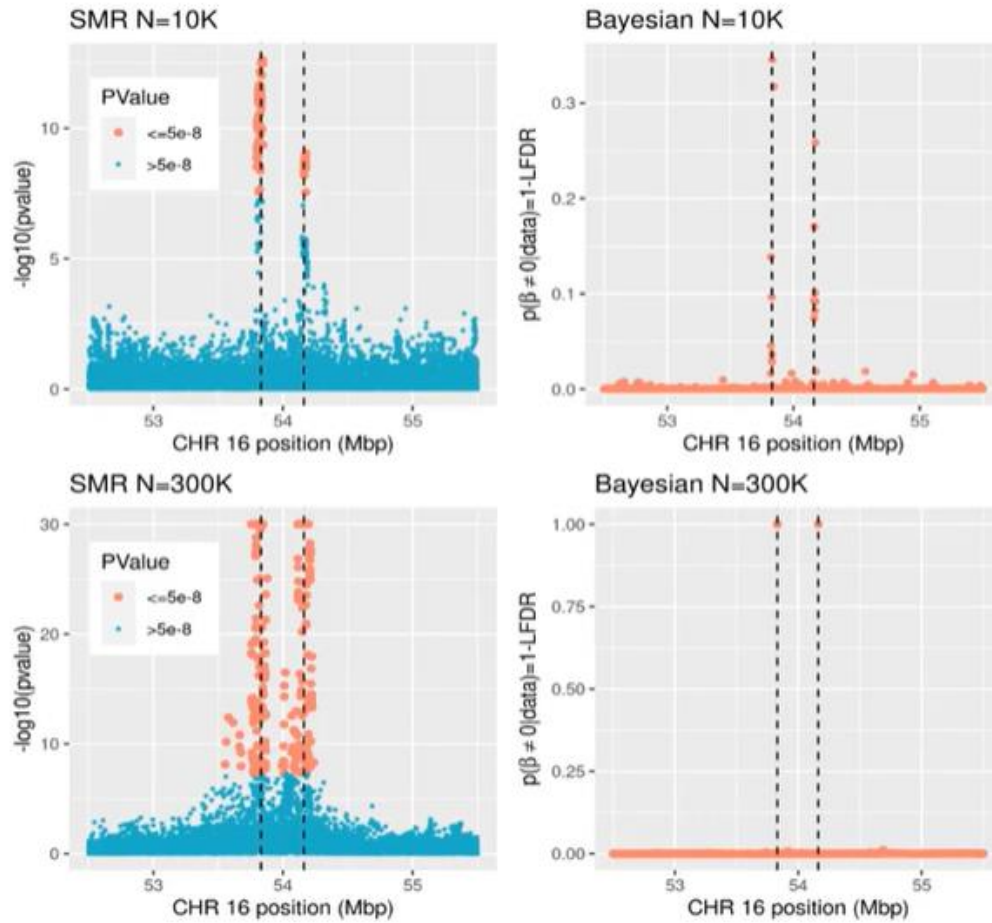 SMR N=10K
PValue
<=5e-8
>5e-8
-log10(pvalue)
10
5
0
53
54
55
CHR 16 position (Mbp)
Bayesian N=10K
p(β ≠ 0|data)=1-LFDR
0.3
0.2
0.1
0.0
53
54
55
CHR 16 position (Mbp)
SMR N=300K
PValue
<=5e-8
>5e-8
-log10(pvalue)
30
20
10
0
53
54
55
CHR 16 position (Mbp)
Bayesian N=300K
p(β ≠ 0|data)=1-LFDR
1.00
0.75
0.50
0.25
0.00
53
54
55
CHR 16 position (Mbp)